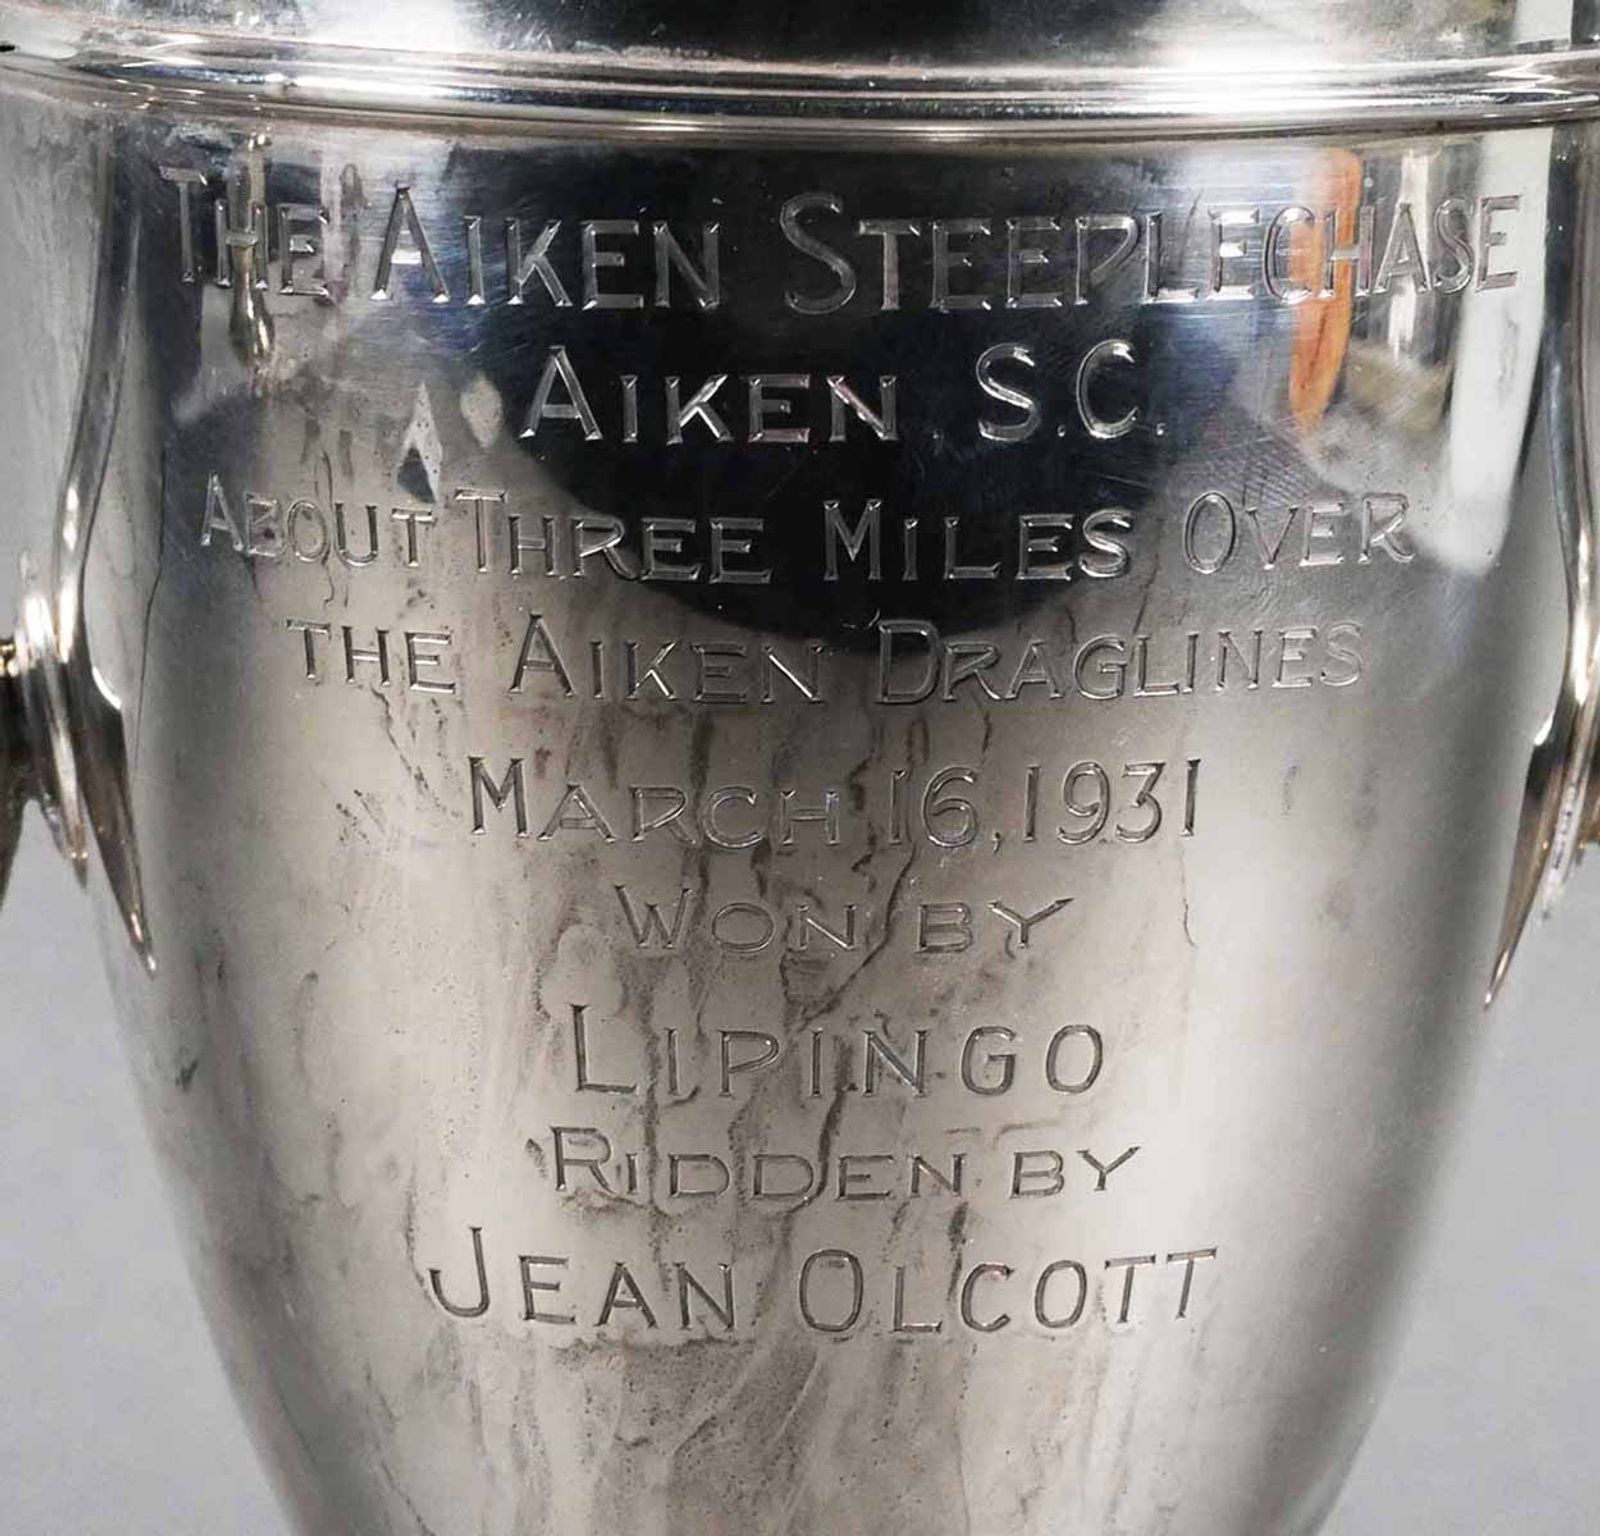 THE AIKEN STEEPLECHASE
AIKEN, S.C.
ABOUT THREE MILES OVER
THE AIKEN DRAGLINES
MARCH 16, 1931
WON BY
LIPINGO
RIDDEN BY
JEAN OLCOTT